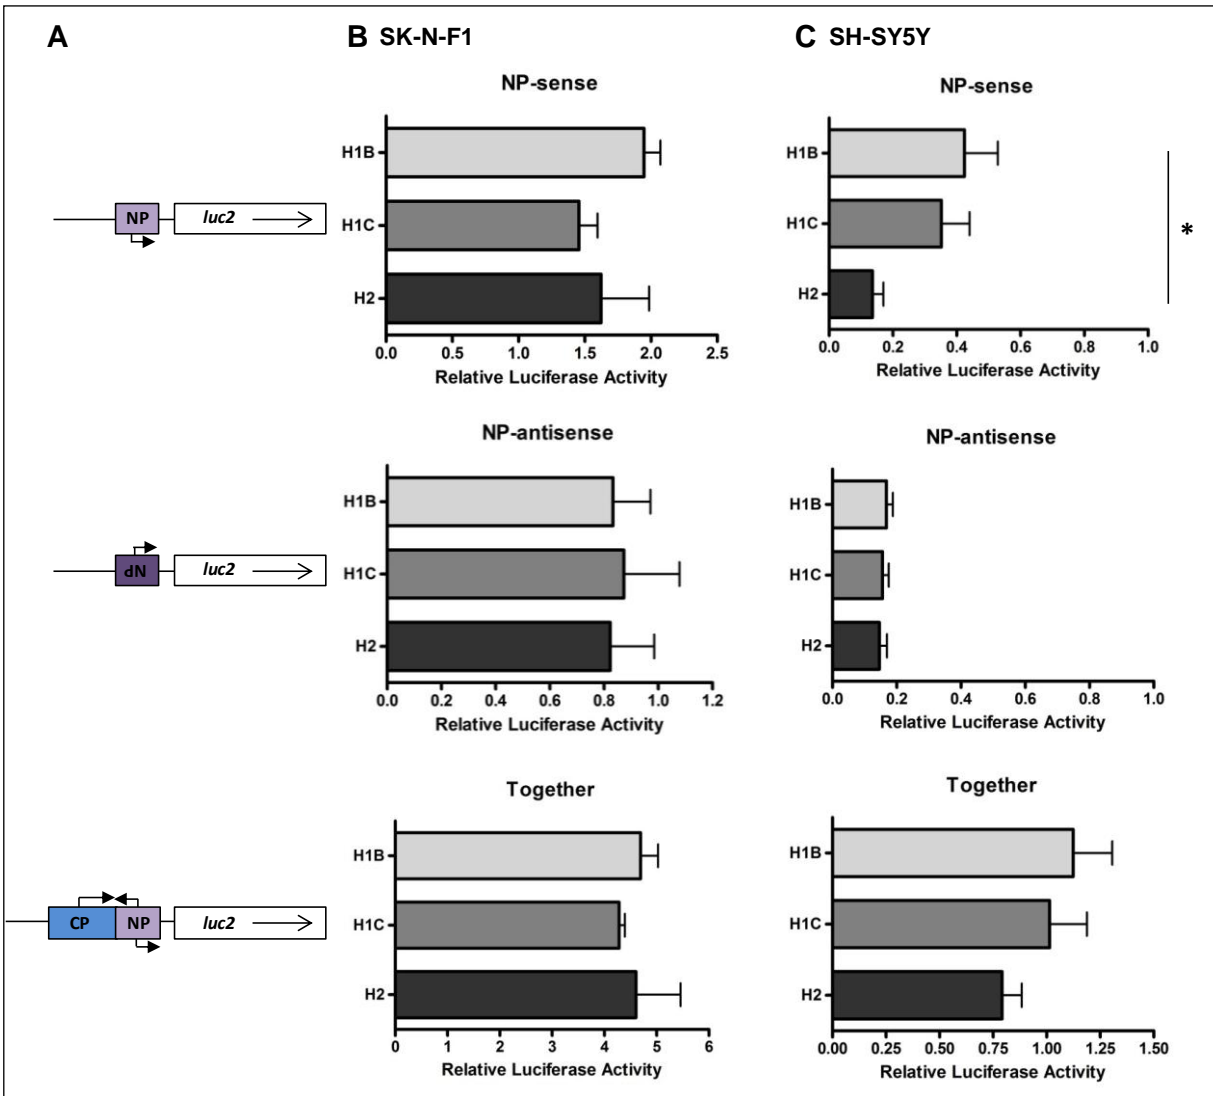 A
B SK-N-F1
C SH-SY5Y
NP-sense
H1B
H1C
H2
0.0 0.5 1.0 1.5 2.0 2.5
Relative Luciferase Activity
NP-sense
H1B
H1C
H2
0.0 0.2 0.4 0.6 0.8 1.0
Relative Luciferase Activity
*
NP luc2
NP-antisense
H1B
H1C
H2
0.0 0.2 0.4 0.6 0.8 1.0 1.2
Relative Luciferase Activity
NP-antisense
H1B
H1C
H2
0.0 0.2 0.4 0.6 0.8 1.0
Relative Luciferase Activity
NP luc2
Together
H1B
H1C
H2
0 1 2 3 4 5 6
Relative Luciferase Activity
Together
H1B
H1C
H2
0.00 0.25 0.50 0.75 1.00 1.25 1.50
Relative Luciferase Activity
CP NP luc2